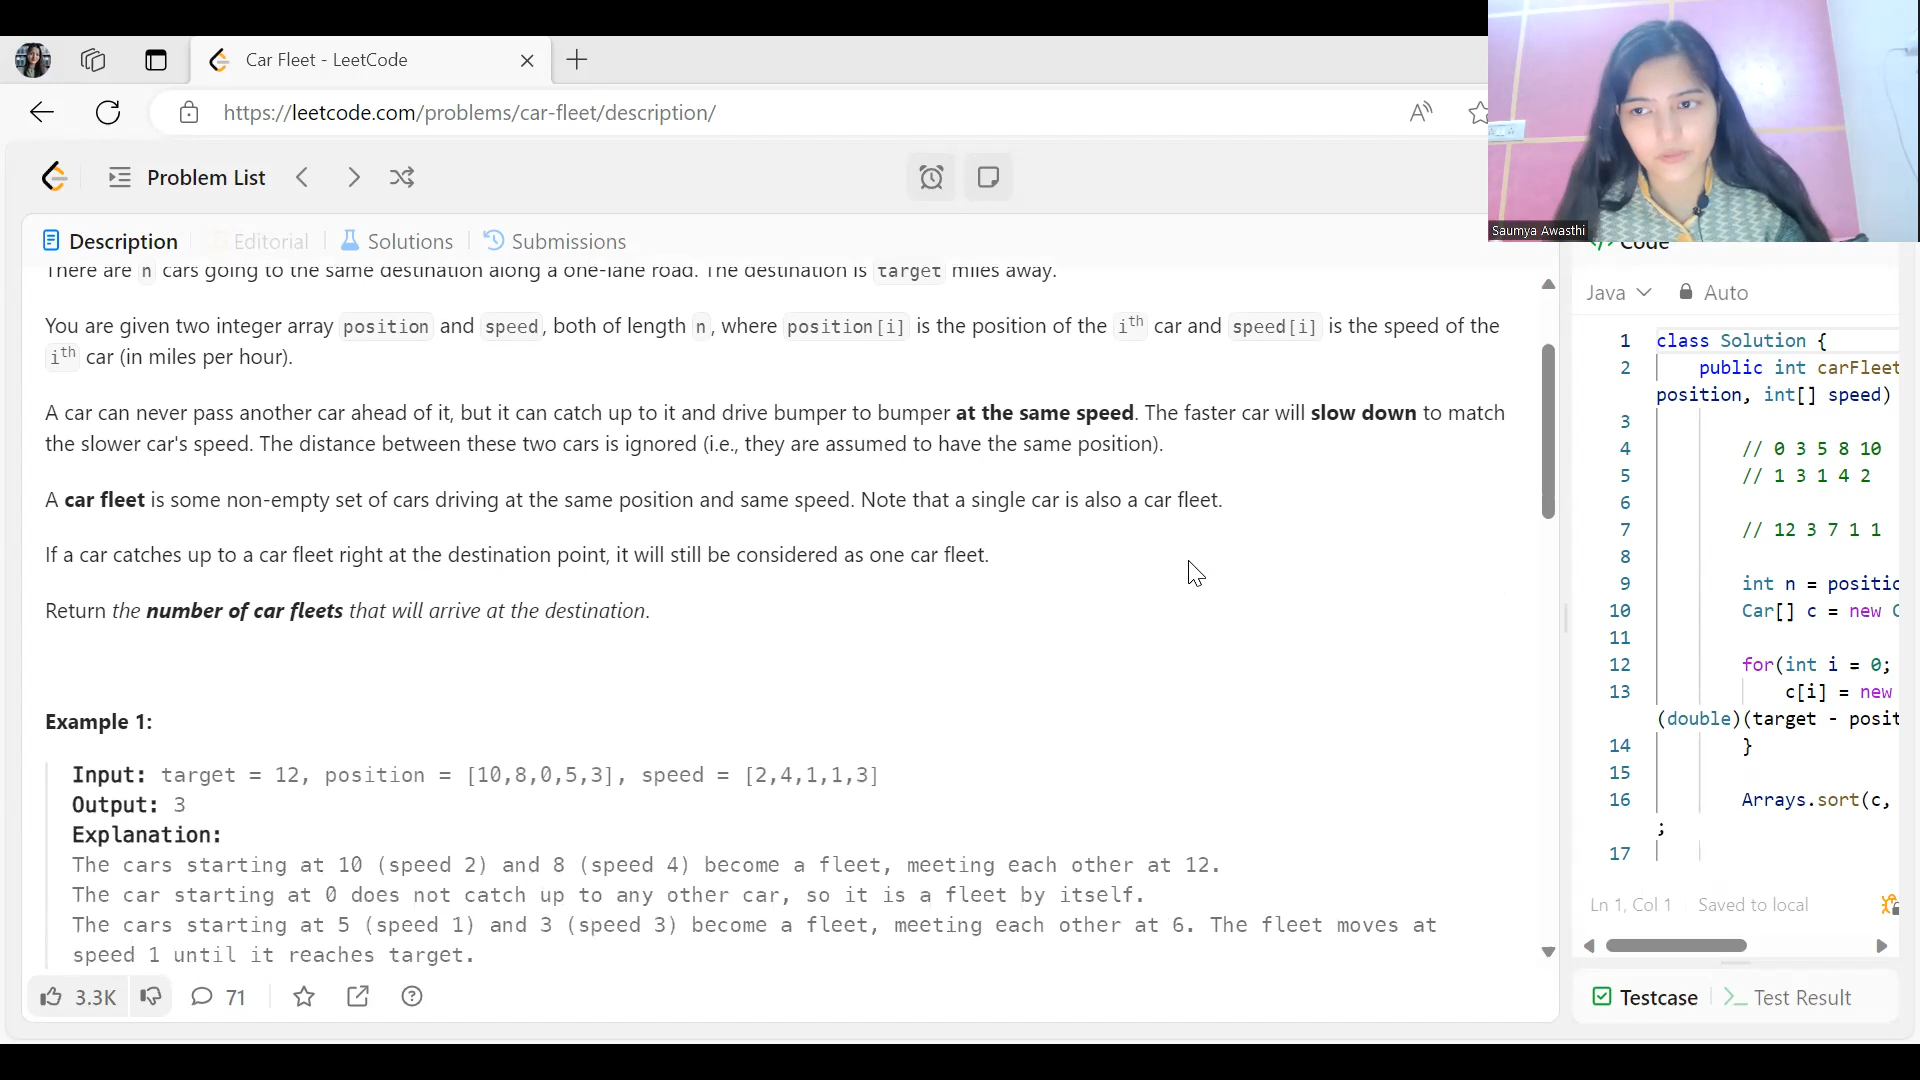 Car Fleet - LeetCode
https://leetcode.com/problems/car-fleet/description/
Saumya Awasthi
Problem List
Description
Editorial
Solutions
Submissions
There are n cars going to the same destination along a one-lane road. The destination is target miles away.
You are given two integer array position and speed, both of length n, where position[i] is the position of the ith car and speed[i] is the speed of the
ith car (in miles per hour).
A car can never pass another car ahead of it, but it can catch up to it and drive bumper to bumper at the same speed. The faster car will slow down to match
the slower car's speed. The distance between these two cars is ignored (i.e., they are assumed to have the same position).
A car fleet is some non-empty set of cars driving at the same position and same speed. Note that a single car is also a car fleet.
If a car catches up to a car fleet right at the destination point, it will still be considered as one car fleet.
Return the number of car fleets that will arrive at the destination.
Example 1:
Input: target = 12, position = [10,8,0,5,3], speed = [2,4,1,1,3]
Output: 3
Explanation:
The cars starting at 10 (speed 2) and 8 (speed 4) become a fleet, meeting each other at 12.
The car starting at 0 does not catch up to any other car, so it is a fleet by itself.
The cars starting at 5 (speed 1) and 3 (speed 3) become a fleet, meeting each other at 6. The fleet moves at
speed 1 until it reaches target.
3.3K
71
</> Code
Java
Auto
1 class Solution {
2 public int carFleet
position, int[] speed)
3
4 // 0 3 5 8 10
5 // 1 3 1 4 2
6
7 // 12 3 7 1 1
8
9 int n = positio
10 Car[] c = new C
11
12 for(int i = 0;
13 c[i] = new
(double)(target - posit
14 }
15
16 Arrays.sort(c,
;
17
Ln 1, Col 1
Saved to local
Testcase
Test Result